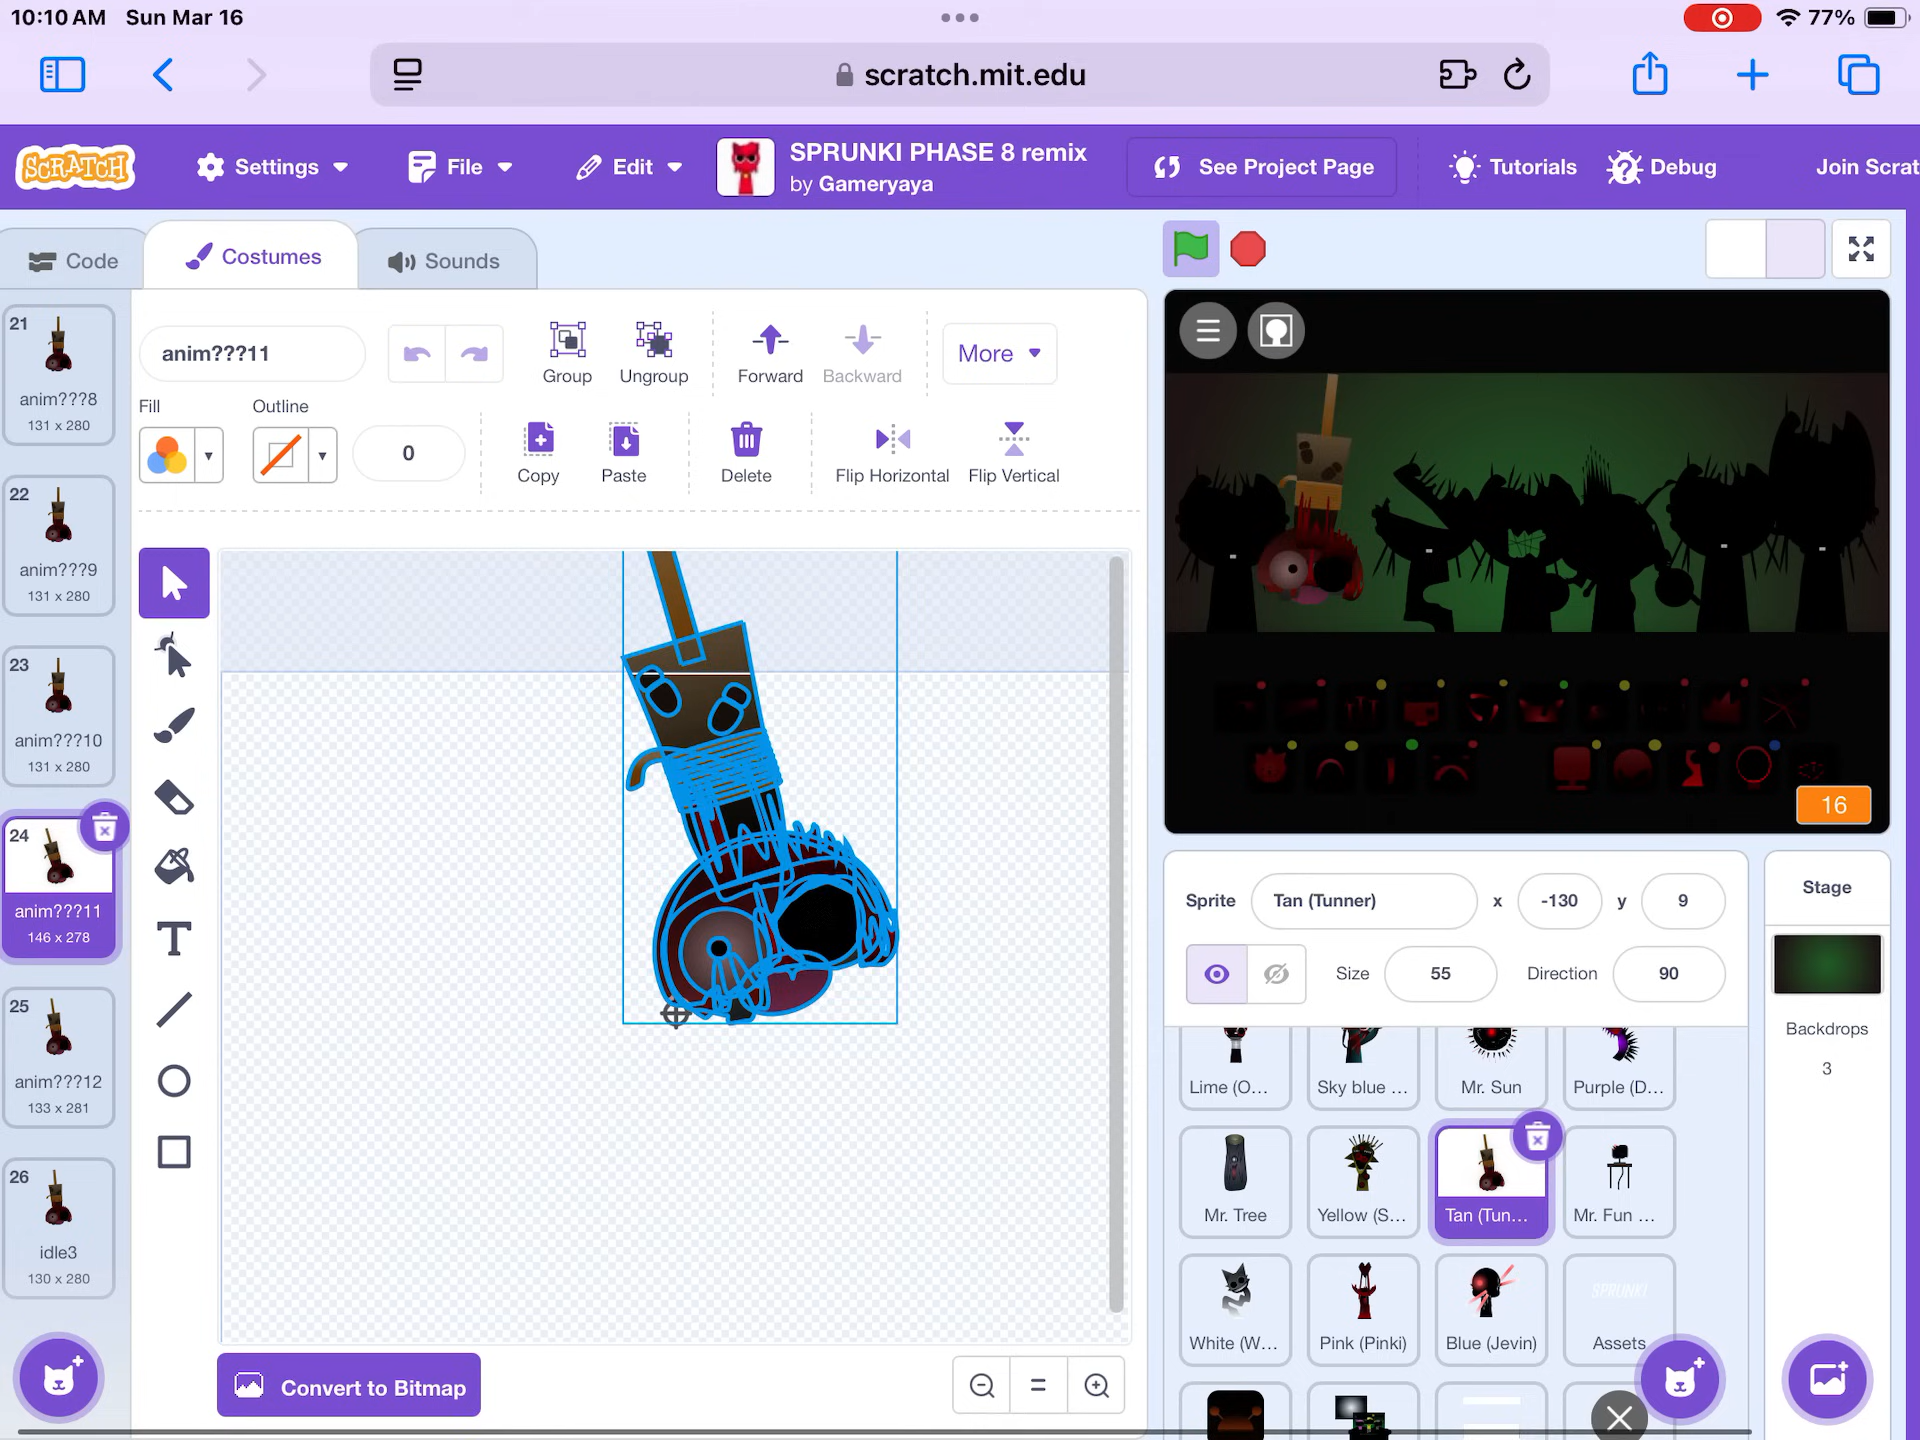 10:10 AM Sun Mar 16
77%
scratch.mit.edu
SCRATCH
Settings
File
Edit
SPRUNKI PHASE 8 remix
by Gameryaya
See Project Page
Tutorials
Debug
Join Scrat
Code
Costumes
Sounds
21
anim???8
131 x 280
22
anim???9
131 x 280
23
anim???10
131 x 280
24
anim???11
146 x 278
25
anim???12
133 x 281
26
idle3
130 x 280
anim???11
Group
Ungroup
Forward
Backward
More
Fill
Outline
0
Copy
Paste
Delete
Flip Horizontal
Flip Vertical
T
Convert to Bitmap
16
Sprite
Tan (Tunner)
x
-130
y
9
Size
55
Direction
90
Lime (O...
Sky blue ...
Mr. Sun
Purple (D...
Mr. Tree
Yellow (S...
Tan (Tun...
Mr. Fun ...
White (W...
Pink (Pinki)
Blue (Jevin)
SPRUNKI
Assets
Stage
Backdrops
3